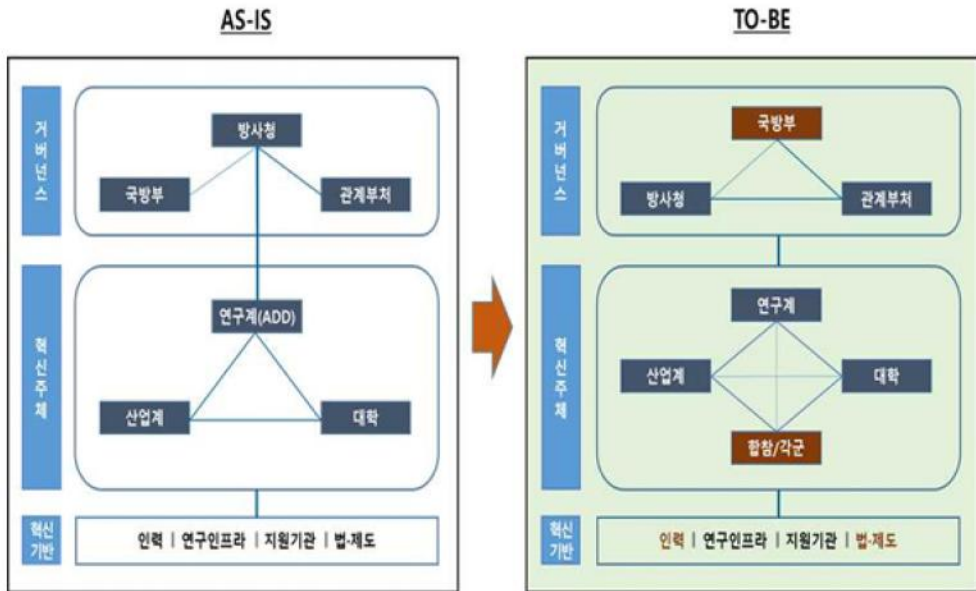 AS-IS
거버넌스
방사청
국방부
관계부처
혁신주체
연구계(ADD)
산업계
대학
혁신
기반
인력 | 연구인프라 | 지원기관 | 법·제도
TO-BE
거버넌스
국방부
방사청
관계부처
혁신주체
연구계
산업계
대학
합참/각군
혁신
기반
인력 | 연구인프라 | 지원기관 | 법·제도